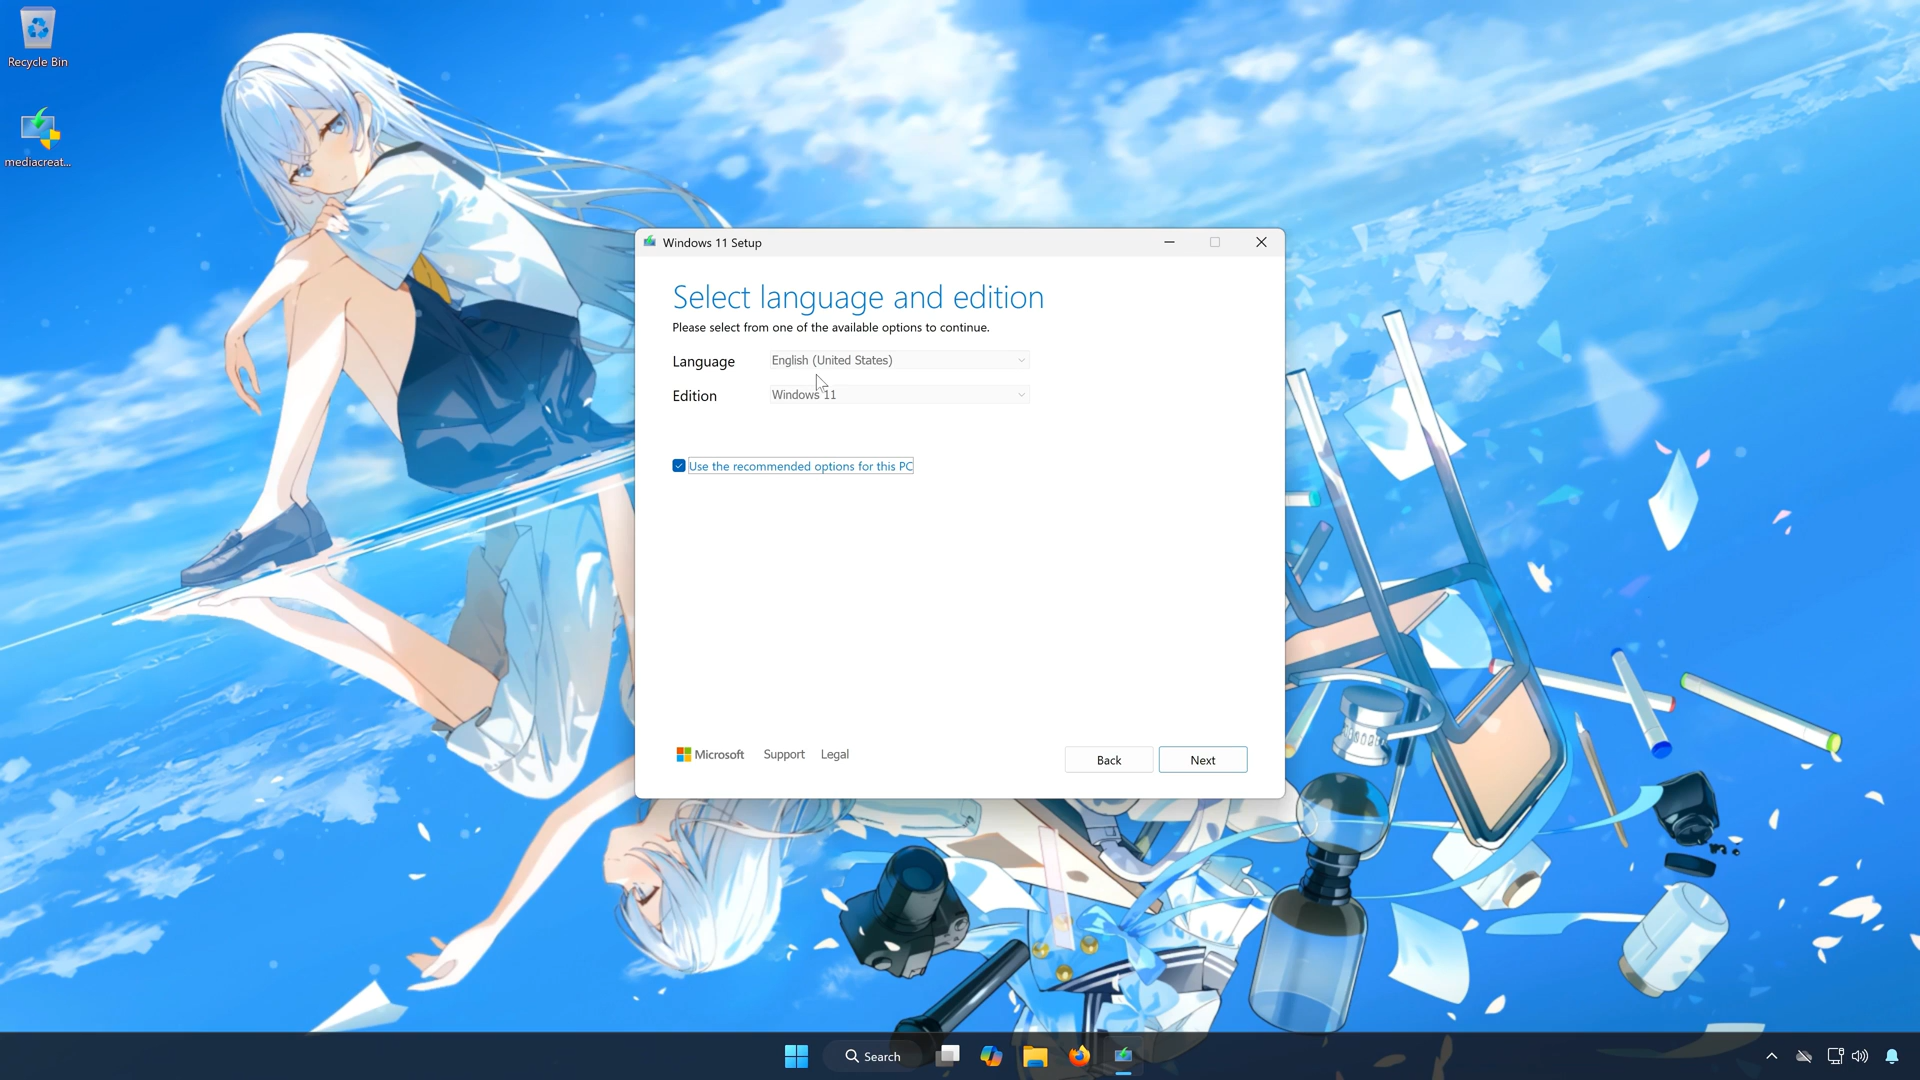 Recycle Bin
mediacreat...
Windows 11 Setup
Select language and edition
Please select from one of the available options to continue.
Language
English (United States)
Edition
Windows 11
Use the recommended options for this PC
Microsoft
Support
Legal
Back
Next
Search